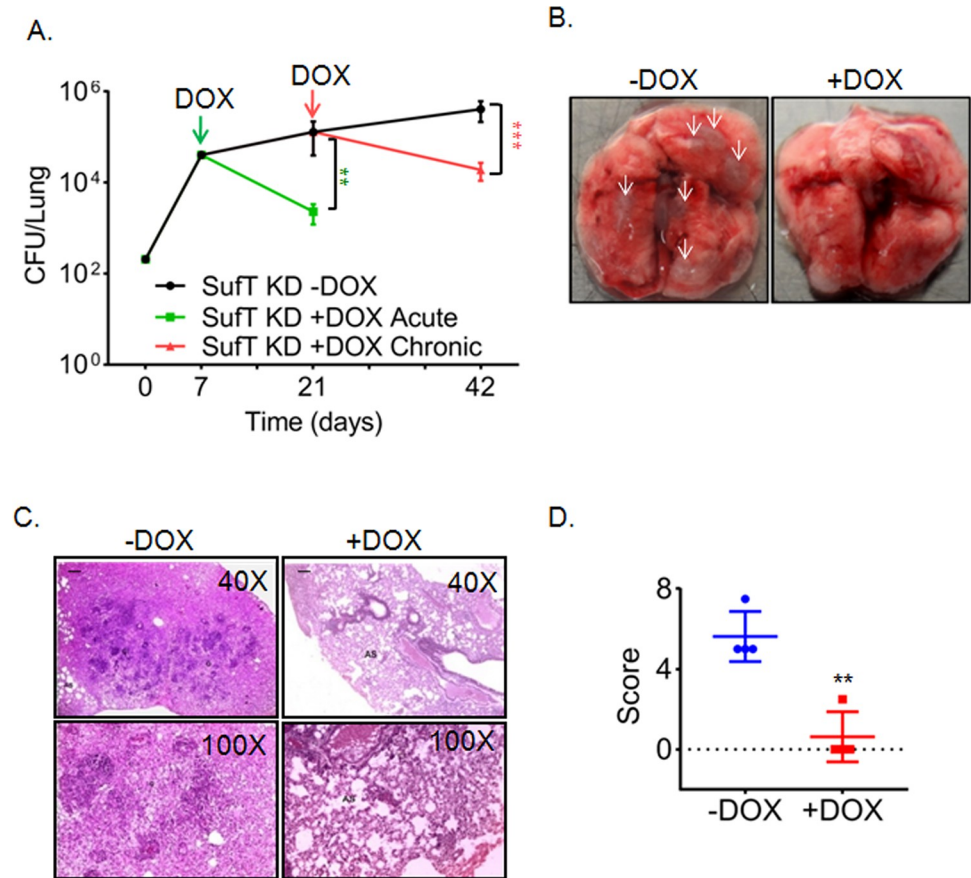 A.
DOX
DOX
10⁶
10⁴
10²
10⁰
CFU/Lung
**
***
SufT KD -DOX
SufT KD +DOX Acute
SufT KD +DOX Chronic
0 7 21 42
Time (days)
B.
-DOX +DOX
C.
-DOX +DOX
40X 40X
AS
100X 100X
AS
D.
8
4
0
Score
**
-DOX +DOX